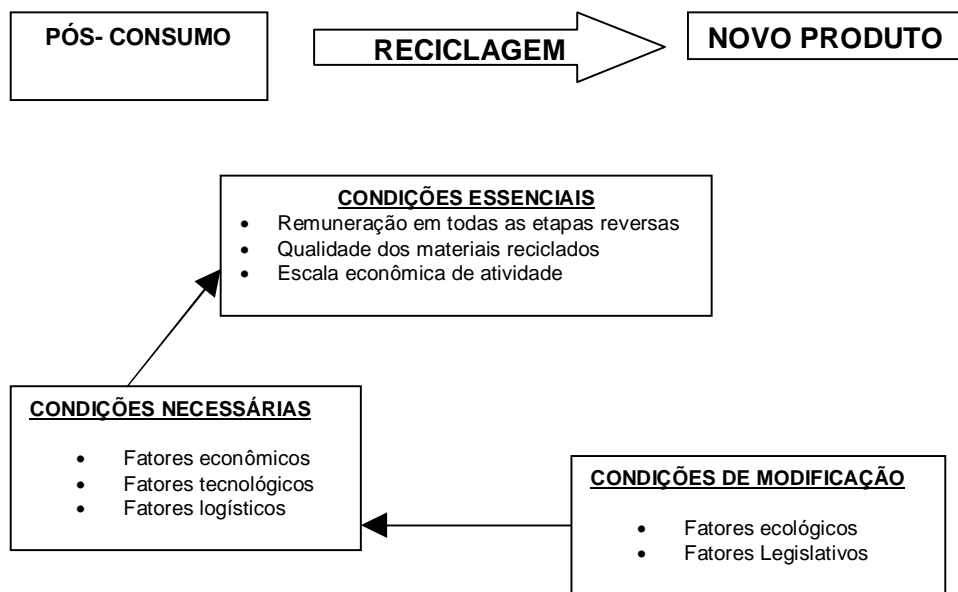 PÓS- CONSUMO
RECICLAGEM
NOVO PRODUTO
CONDIÇÕES ESSENCIAIS
• Remuneração em todas as etapas reversas
• Qualidade dos materiais reciclados
• Escala econômica de atividade
CONDIÇÕES NECESSÁRIAS
• Fatores econômicos
• Fatores tecnológicos
• Fatores logísticos
CONDIÇÕES DE MODIFICAÇÃO
• Fatores ecológicos
• Fatores Legislativos